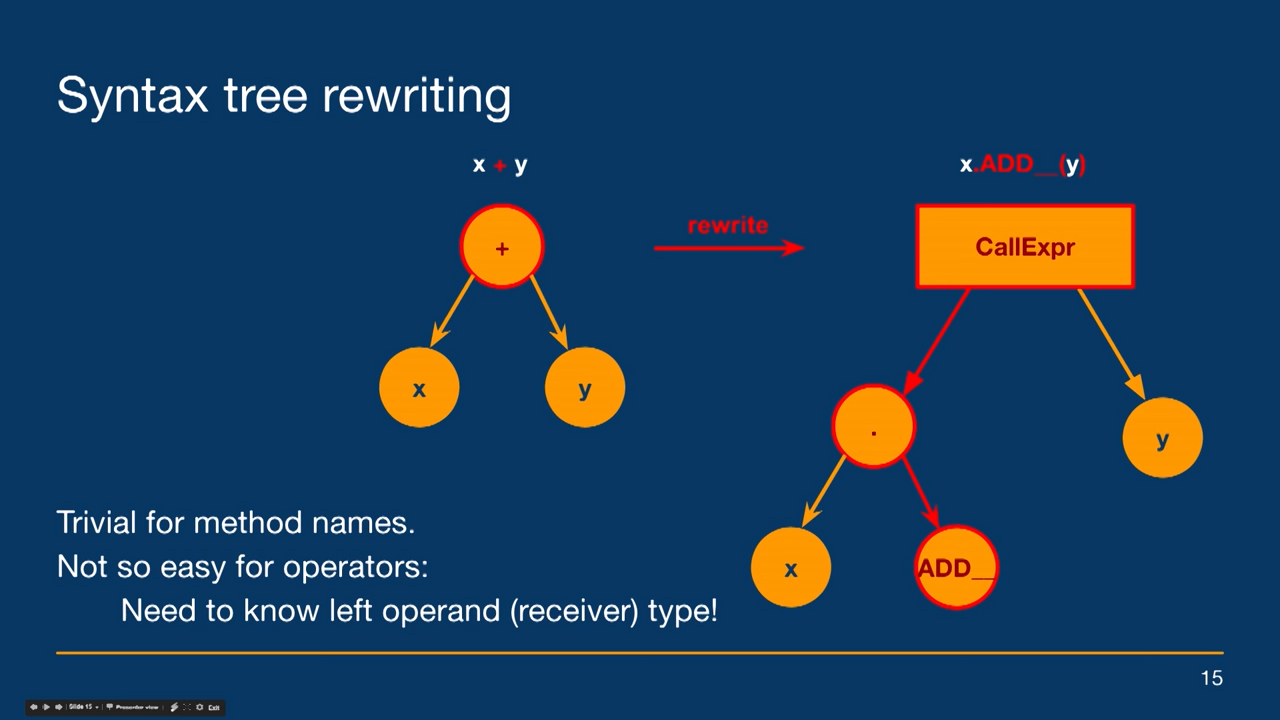 Syntax tree rewriting
x + y
x.ADD__(y)
rewrite
+
CallExpr
x
y
.
y
x
ADD__
Trivial for method names.
Not so easy for operators:
Need to know left operand (receiver) type!
15
Slide 15
Presenter view
Exit